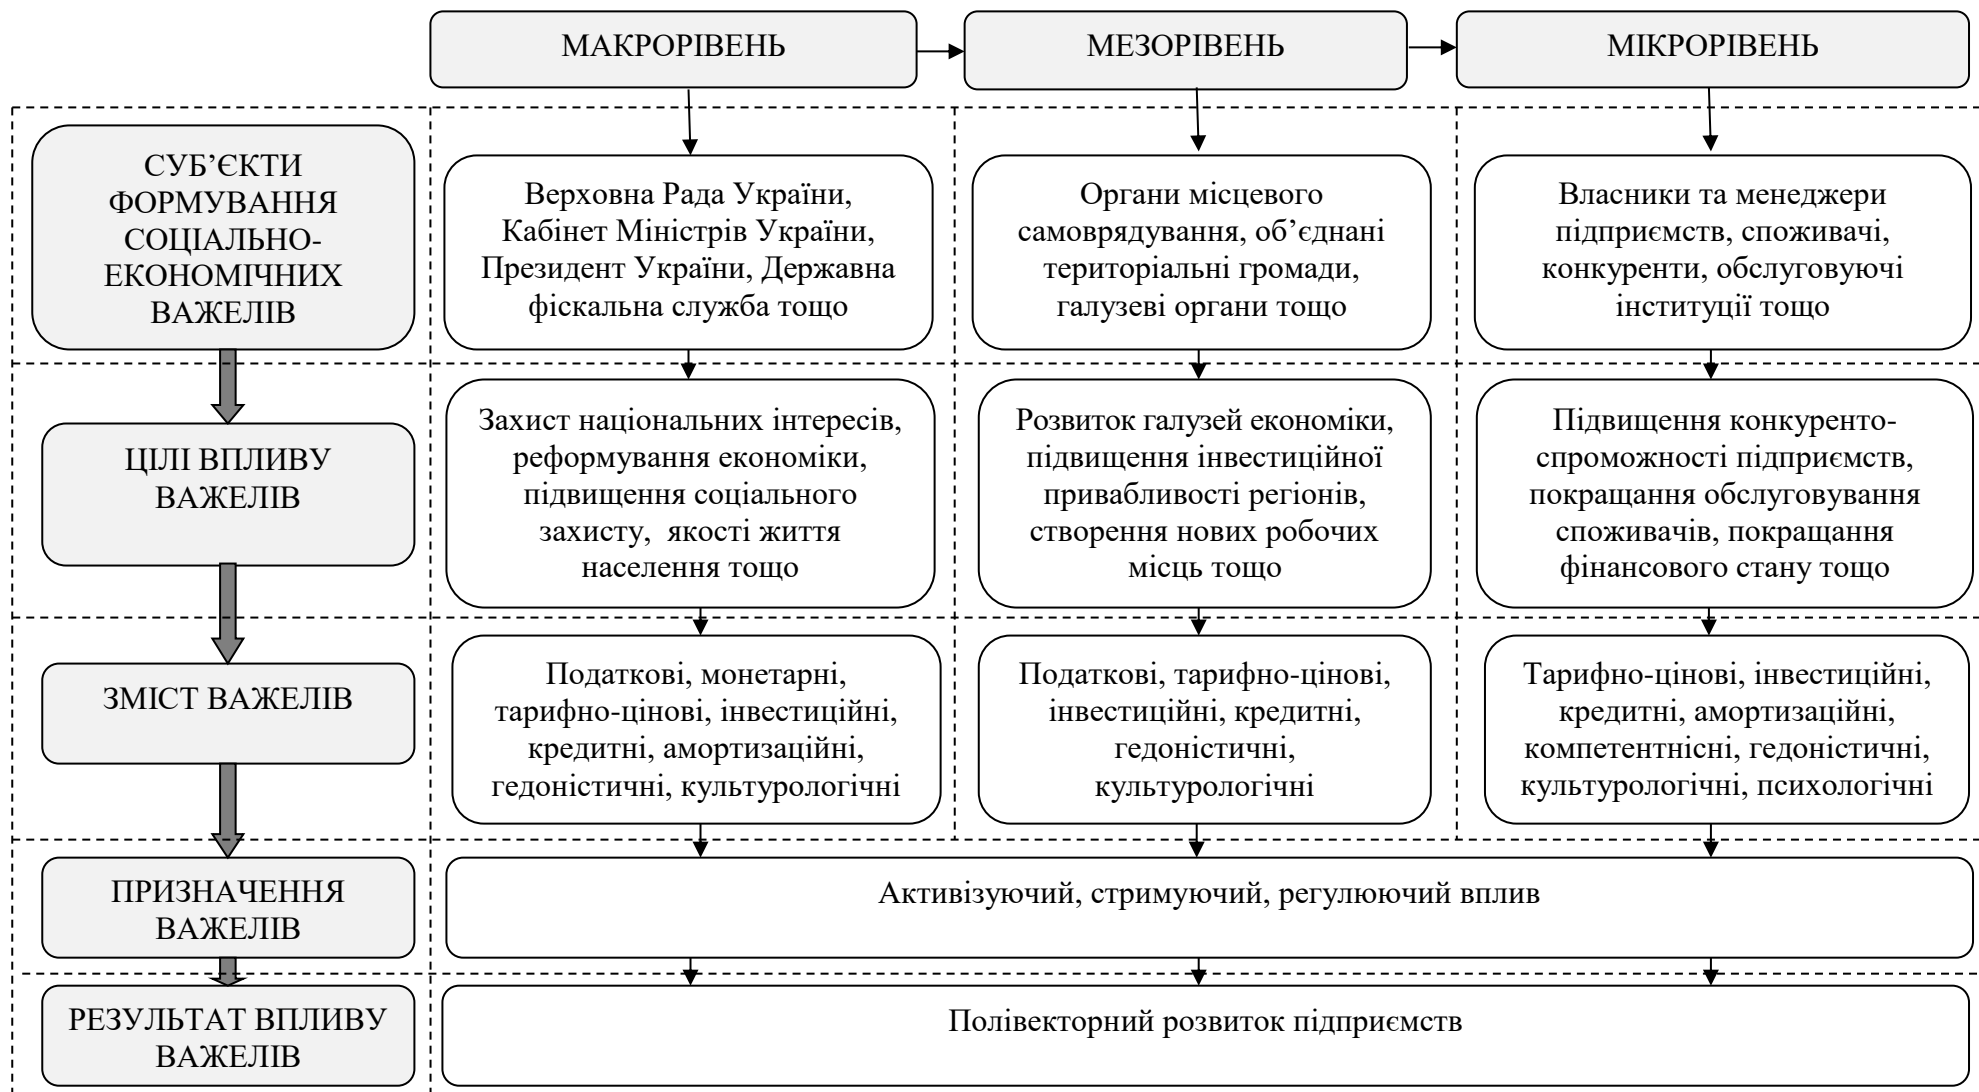 МАКРОРІВЕНЬ
МЕЗОРІВЕНЬ
МІКРОРІВЕНЬ
СУБ’ЄКТИ
ФОРМУВАННЯ
СОЦІАЛЬНО-
ЕКОНОМІЧНИХ
ВАЖЕЛІВ
Верховна Рада України,
Кабінет Міністрів України,
Президент України, Державна
фіскальна служба тощо
Органи місцевого
самоврядування, об’єднані
територіальні громади,
галузеві органи тощо
Власники та менеджери
підприємств, споживачі,
конкуренти, обслуговуючі
інституції тощо
ЦІЛІ ВПЛИВУ
ВАЖЕЛІВ
Захист національних інтересів,
реформування економіки,
підвищення соціального
захисту, якості життя
населення тощо
Розвиток галузей економіки,
підвищення інвестиційної
привабливості регіонів,
створення нових робочих
місць тощо
Підвищення конкуренто-
спроможності підприємств,
покращання обслуговування
споживачів, покращання
фінансового стану тощо
ЗМІСТ ВАЖЕЛІВ
Податкові, монетарні,
тарифно-цінові, інвестиційні,
кредитні, амортизаційні,
гедоністичні, культурологічні
Податкові, тарифно-цінові,
інвестиційні, кредитні,
гедоністичні,
культурологічні
Тарифно-цінові, інвестиційні,
кредитні, амортизаційні,
компетентнісні, гедоністичні,
культурологічні, психологічні
ПРИЗНАЧЕННЯ
ВАЖЕЛІВ
Активізуючий, стримуючий, регулюючий вплив
РЕЗУЛЬТАТ ВПЛИВУ
ВАЖЕЛІВ
Полівекторний розвиток підприємств